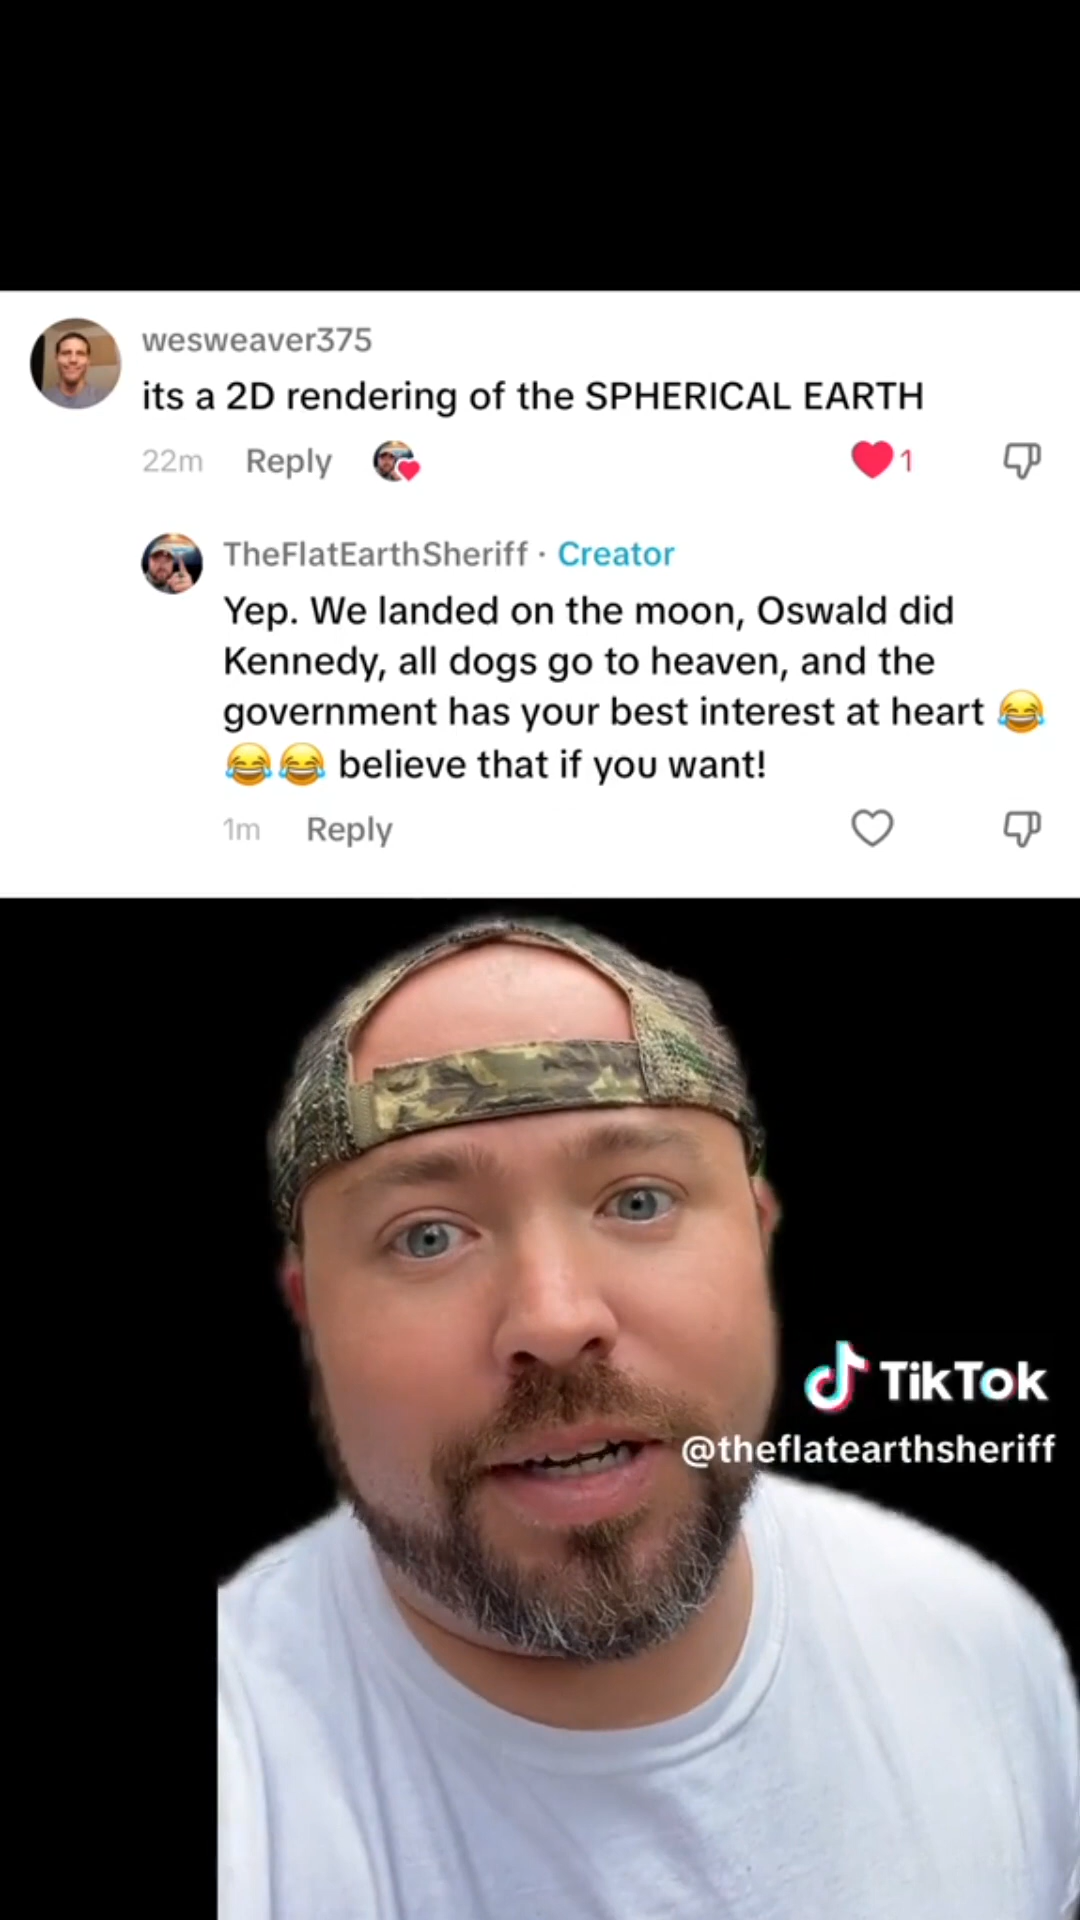 wesweaver375
its a 2D rendering of the SPHERICAL EARTH
22m Reply 1
TheFlatEarthSheriff · Creator
Yep. We landed on the moon, Oswald did
Kennedy, all dogs go to heaven, and the
government has your best interest at heart 😂
😂😂 believe that if you want!
1m Reply
TikTok
@theflatearthsheriff